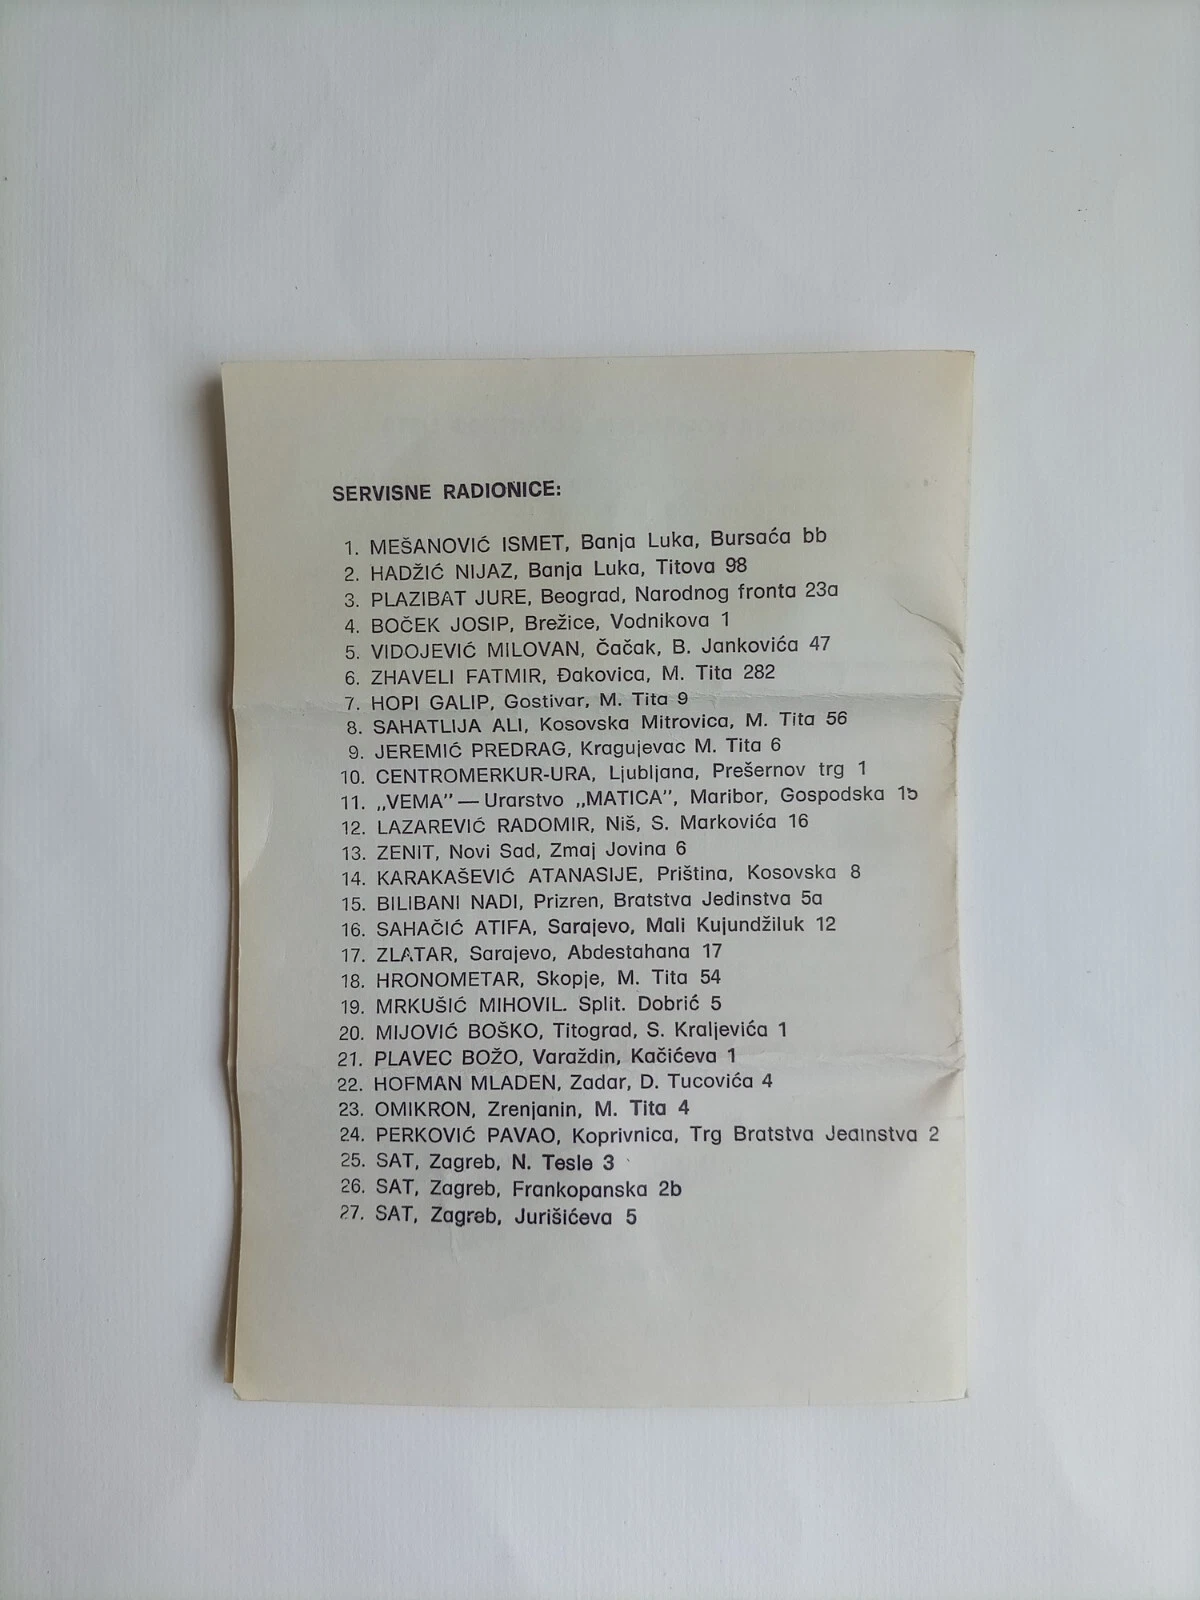 SERVISNE RADIONICE:
1. MEŠANOVIĆ ISMET, Banja Luka, Bursaća bb
2. HADŽIĆ NIJAZ, Banja Luka, Titova 98
3. PLAZIBAT JURE, Beograd, Narodnog fronta 23a
4. BOČEK JOSIP, Brežice, Vodnikova 1
5. VIDOJEVIĆ MILOVAN, Čačak, B. Jankovića 47
6. ZHAVELI FATMIR, Đakovica, M. Tita 282
7. HOPI GALIP, Gostivar, M. Tita 9
8. SAHATLIJA ALI, Kosovska Mitrovica, M. Tita 56
9. JEREMIĆ PREDRAG, Kragujevac M. Tita 6
10. CENTROMERKUR-URA, Ljubljana, Prešernov trg 1
11. „VEMA” — Urarstvo „MATICA”, Maribor, Gospodska 15
12. LAZAREVIĆ RADOMIR, Niš, S. Markovića 16
13. ZENIT, Novi Sad, Zmaj Jovina 6
14. KARAKAŠEVIĆ ATANASIJE, Priština, Kosovska 8
15. BILIBANI NADI, Prizren, Bratstva Jedinstva 5a
16. SAHAČIĆ ATIFA, Sarajevo, Mali Kujundžiluk 12
17. ZLATAR, Sarajevo, Abdestahana 17
18. HRONOMETAR, Skopje, M. Tita 54
19. MRKUŠIĆ MIHOVIL. Split. Dobrić 5
20. MIJOVIĆ BOŠKO, Titograd, S. Kraljevića 1
21. PLAVEC BOŽO, Varaždin, Kačićeva 1
22. HOFMAN MLADEN, Zadar, D. Tucovića 4
23. OMIKRON, Zrenjanin, M. Tita 4
24. PERKOVIĆ PAVAO, Koprivnica, Trg Bratstva Jedinstva 2
25. SAT, Zagreb, N. Tesle 3
26. SAT, Zagreb, Frankopanska 2b
27. SAT, Zagreb, Jurišićeva 5